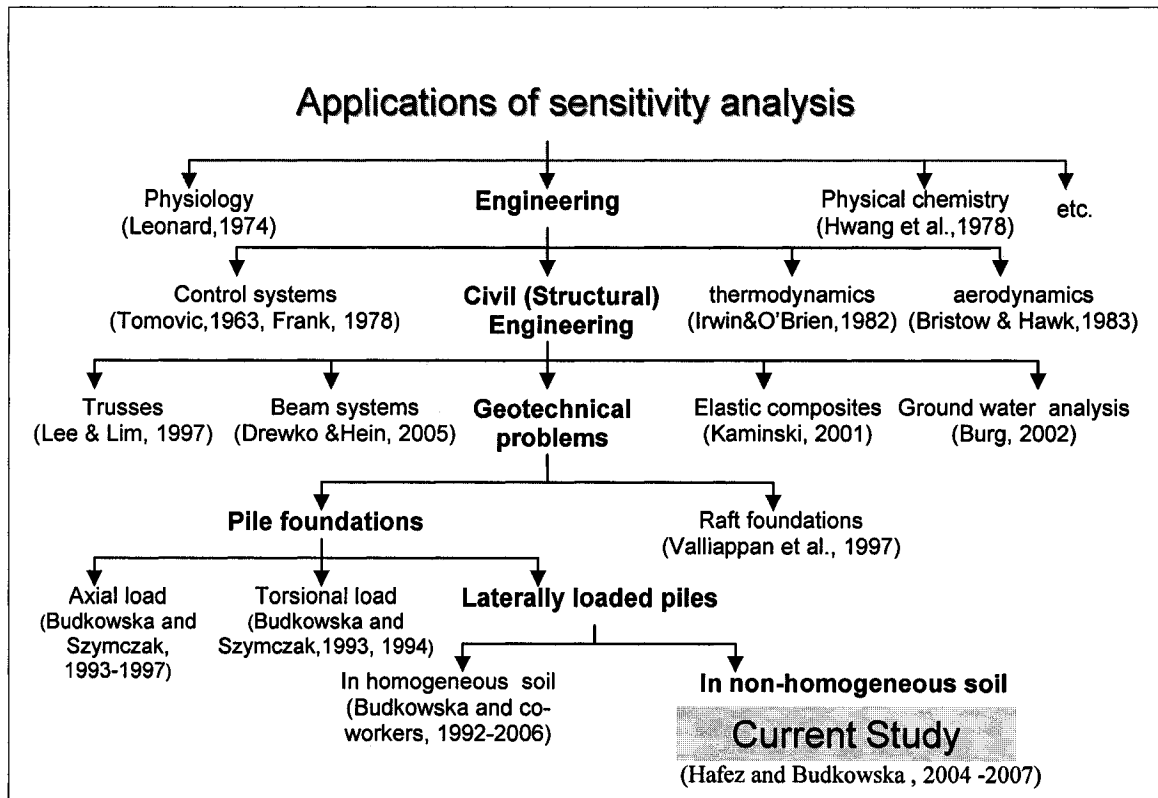 Applications of sensitivity analysis
Physiology
(Leonard,1974)
Engineering
Physical chemistry
(Hwang et al.,1978)
etc.
Control systems
(Tomovic,1963, Frank, 1978)
Civil (Structural)
Engineering
thermodynamics
(Irwin&O'Brien,1982)
aerodynamics
(Bristow & Hawk,1983)
Trusses
(Lee & Lim, 1997)
Beam systems
(Drewko &Hein, 2005)
Geotechnical
problems
Elastic composites
(Kaminski, 2001)
Ground water analysis
(Burg, 2002)
Pile foundations
Raft foundations
(Valliappan et al., 1997)
Axial load
(Budkowska and
Szymczak,
1993-1997)
Torsional load
(Budkowska and
Szymczak,1993, 1994)
Laterally loaded piles
In homogeneous soil
(Budkowska and co-
workers, 1992-2006)
In non-homogeneous soil
Current Study
(Hafez and Budkowska , 2004 -2007)